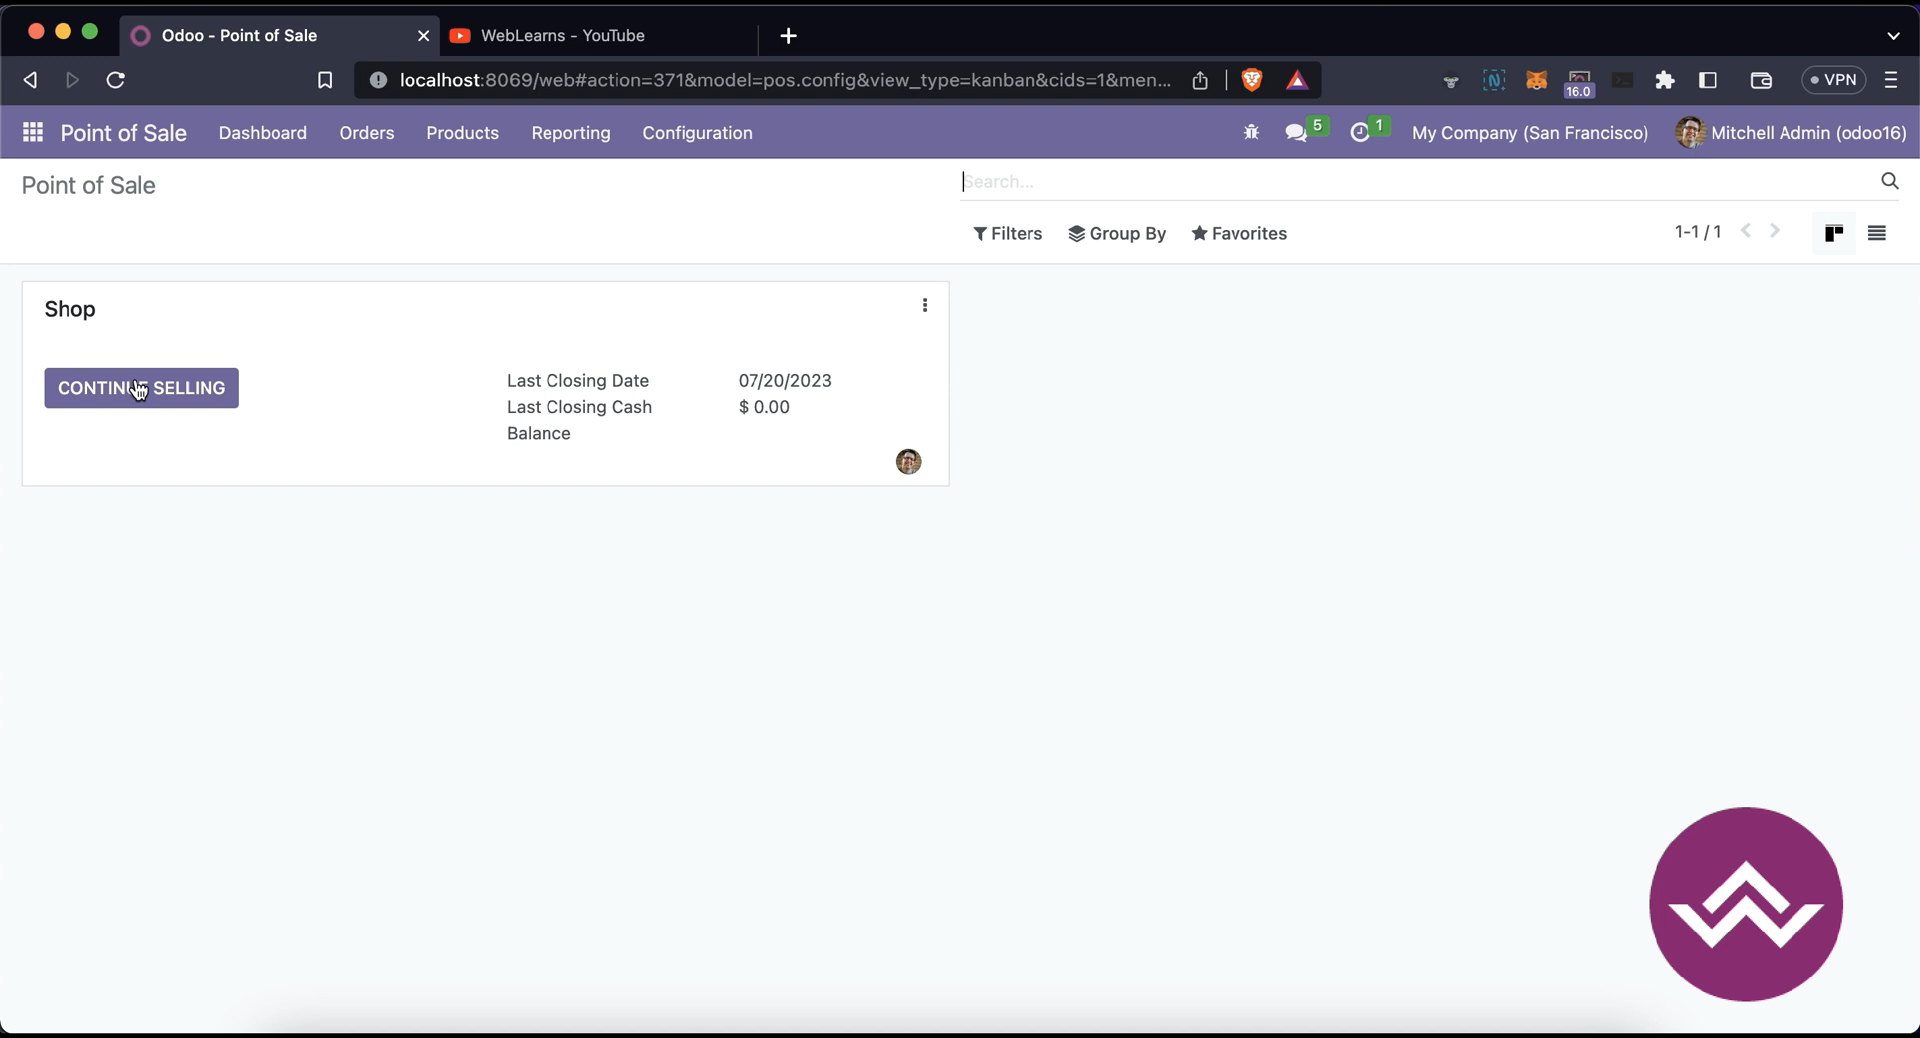 Odoo - Point of Sale
WebLearns - YouTube
localhost:8069/web#action=371&model=pos.config&view_type=kanban&cids=1&men...
16.0
VPN
Point of Sale
Dashboard
Orders
Products
Reporting
Configuration
5
1
My Company (San Francisco)
Mitchell Admin (odoo16)
Point of Sale
Search...
Filters
Group By
Favorites
1-1 / 1
Shop
CONTINUE SELLING
Last Closing Date 07/20/2023
Last Closing Cash $ 0.00
Balance